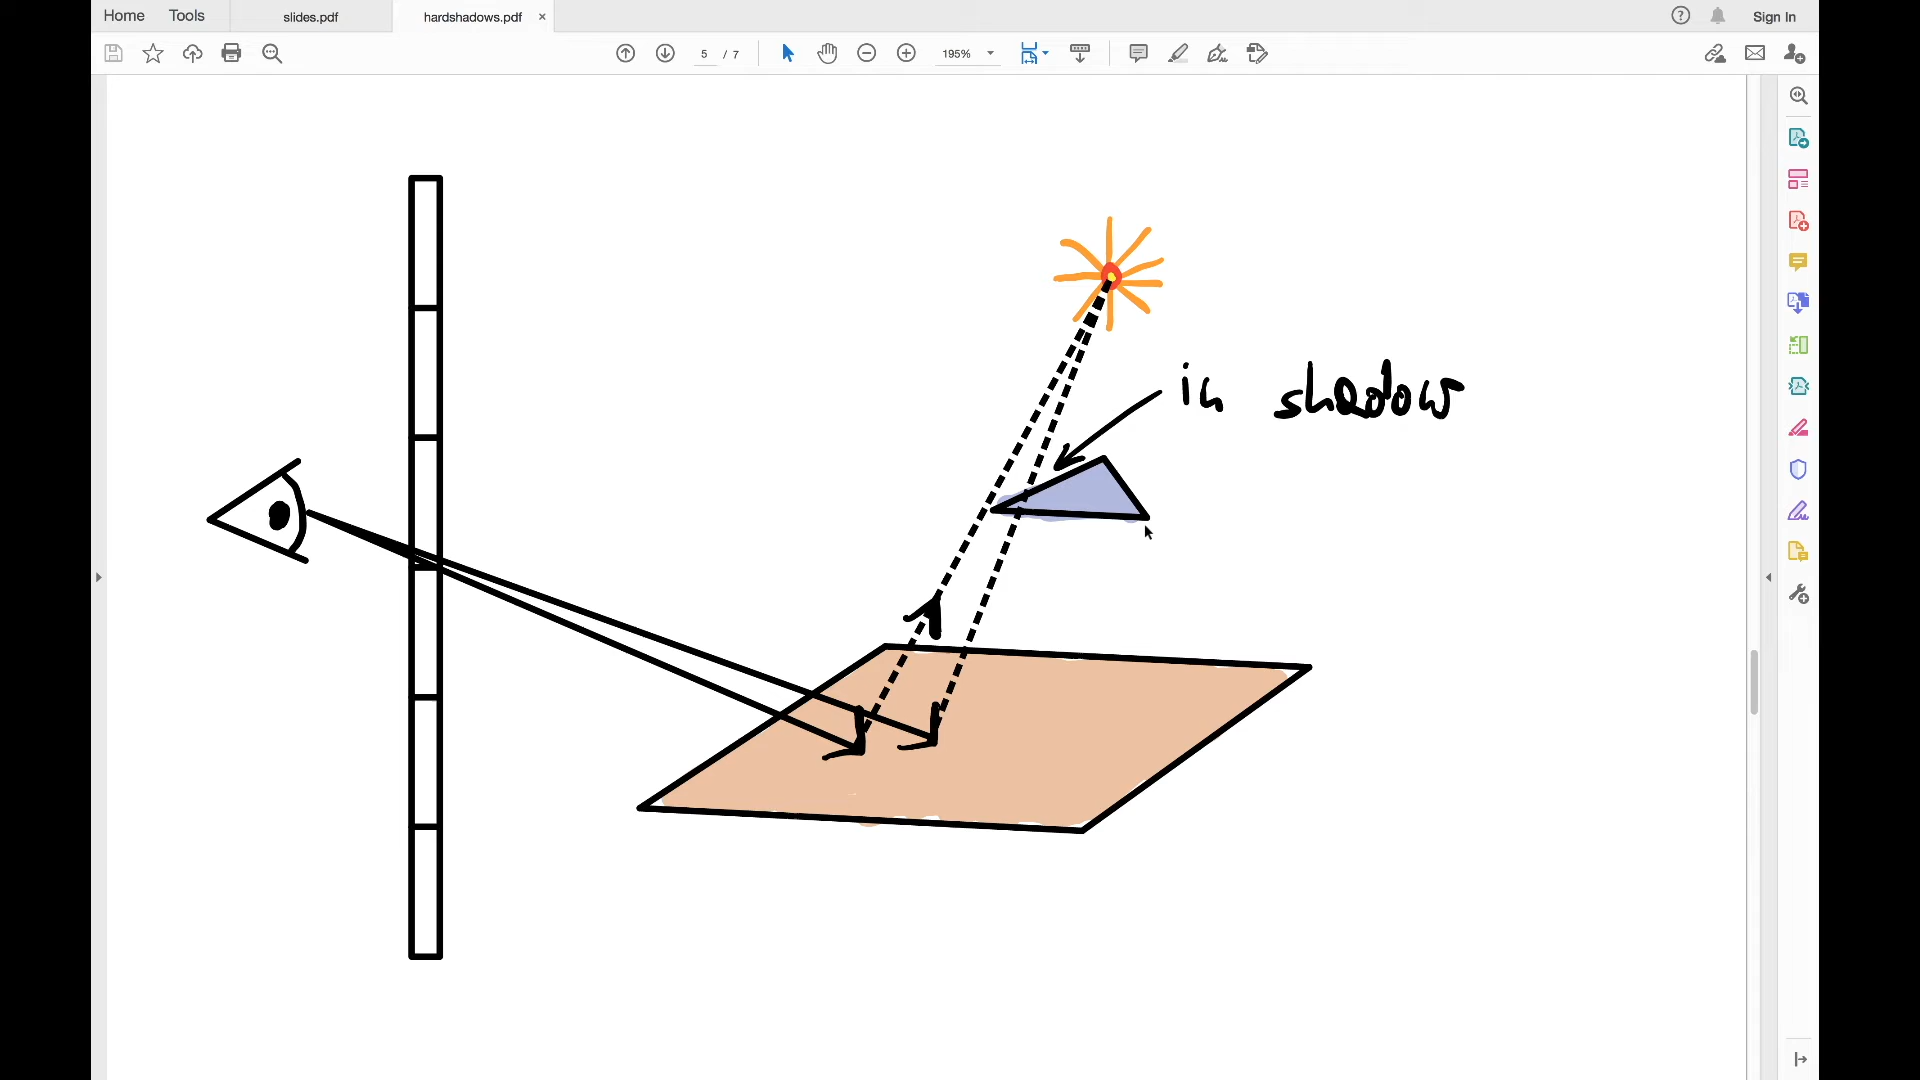 Home Tools slides.pdf hardshadows.pdf × Sign In
5 / 7 195%
in shadow